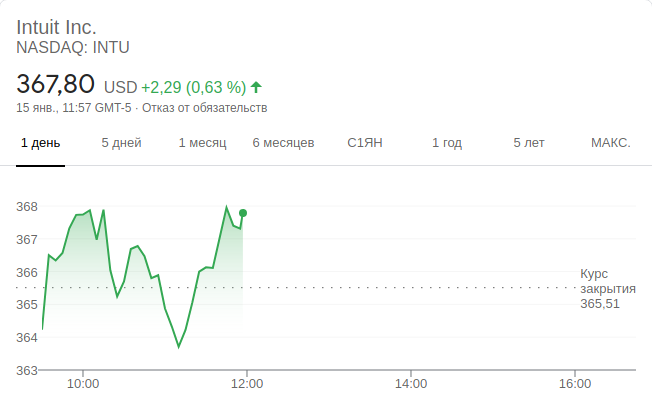 Intuit Inc.
NASDAQ: INTU
367,80 USD +2,29 (0,63 %)
15 янв., 11:57 GMT-5 · Отказ от обязательств
1 день 5 дней 1 месяц 6 месяцев С1ЯН 1 год 5 лет МАКС.
368
367
366
365
364
363
Курс
закрытия
365,51
10:00 12:00 14:00 16:00